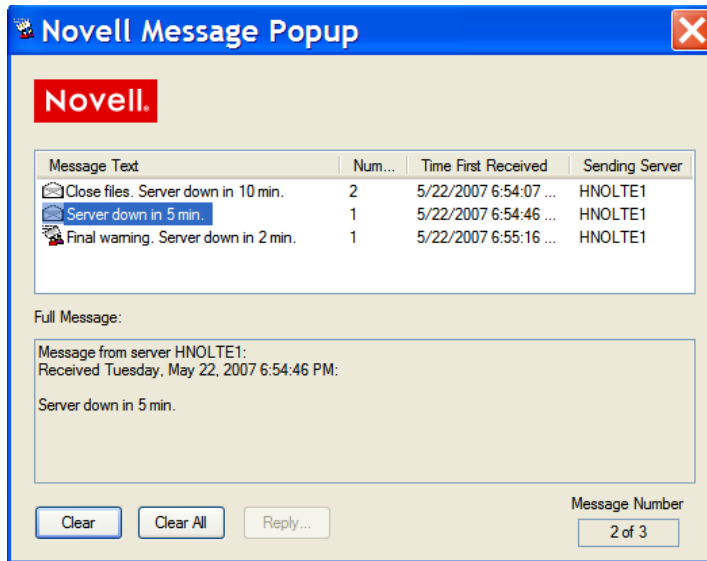 Novell Message Popup
Novell.
Message Text Num... Time First Received Sending Server
Close files. Server down in 10 min. 2 5/22/2007 6:54:07 ... HNOLTE1
Server down in 5 min. 1 5/22/2007 6:54:46 ... HNOLTE1
Final warning. Server down in 2 min. 1 5/22/2007 6:55:16 ... HNOLTE1
Full Message:
Message from server HNOLTE1:
Received Tuesday, May 22, 2007 6:54:46 PM:
Server down in 5 min.
Message Number
Clear Clear All Reply... 2 of 3